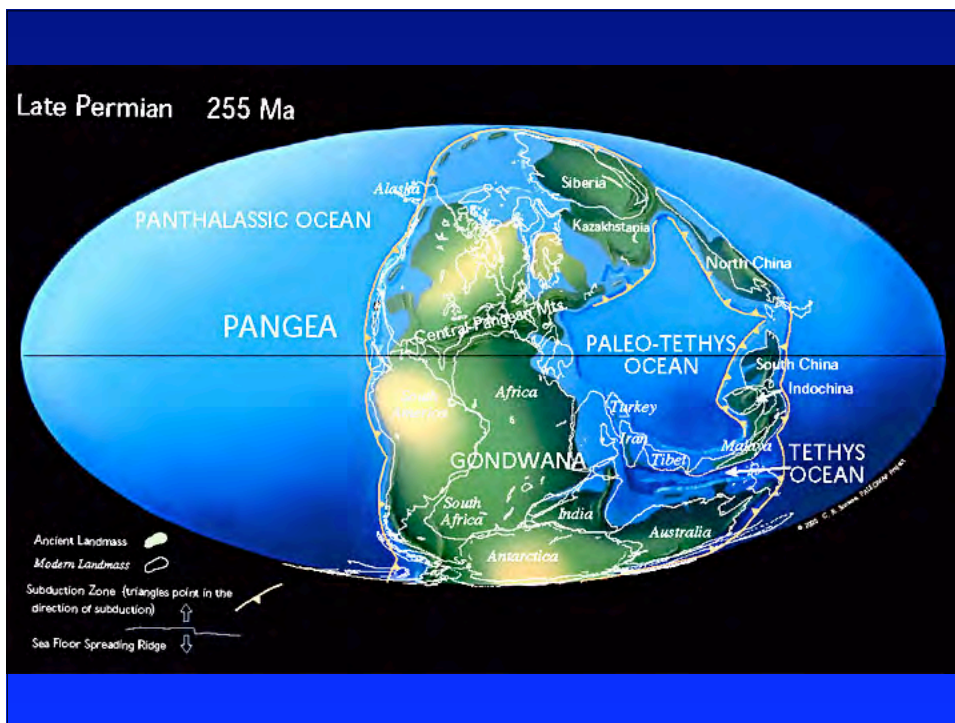 Late Permian 255 Ma
Siberia
Alaska
PANTHALASSIC OCEAN
Kazakhstania
North China
PANGEA
Central Pangean Mts.
PALEO-TETHYS
OCEAN
South China
Indochina
Africa
South
America
Turkey
Iran
Tibet
Malaya
GONDWANA
TETHYS
OCEAN
South
Africa
India
Australia
Antarctica
Ancient Landmass
Modern Landmass
Subduction Zone (triangles point in the
direction of subduction)
Sea Floor Spreading Ridge